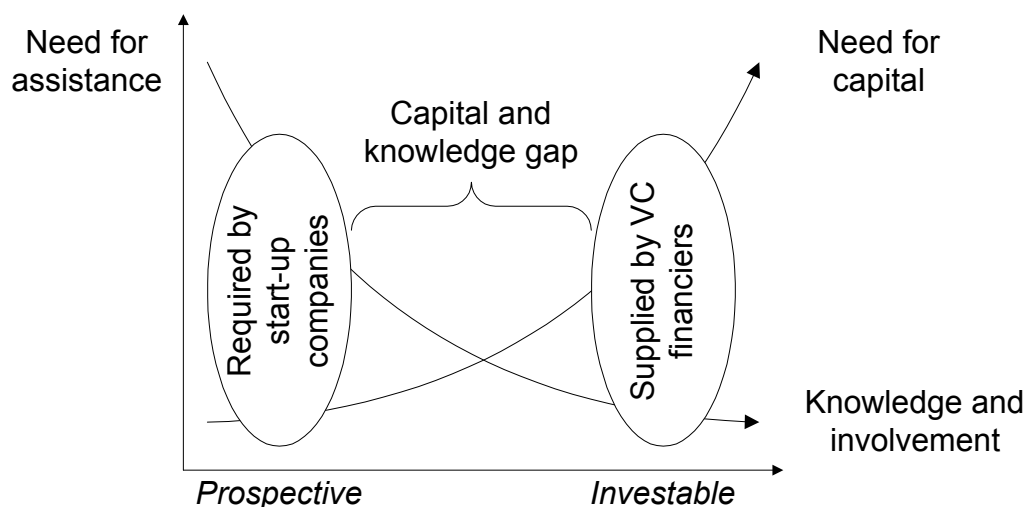 Need for
assistance
Need for
capital
Capital and
knowledge gap
Required by
start-up
companies
Supplied by VC
financiers
Knowledge and
involvement
Prospective
Investable